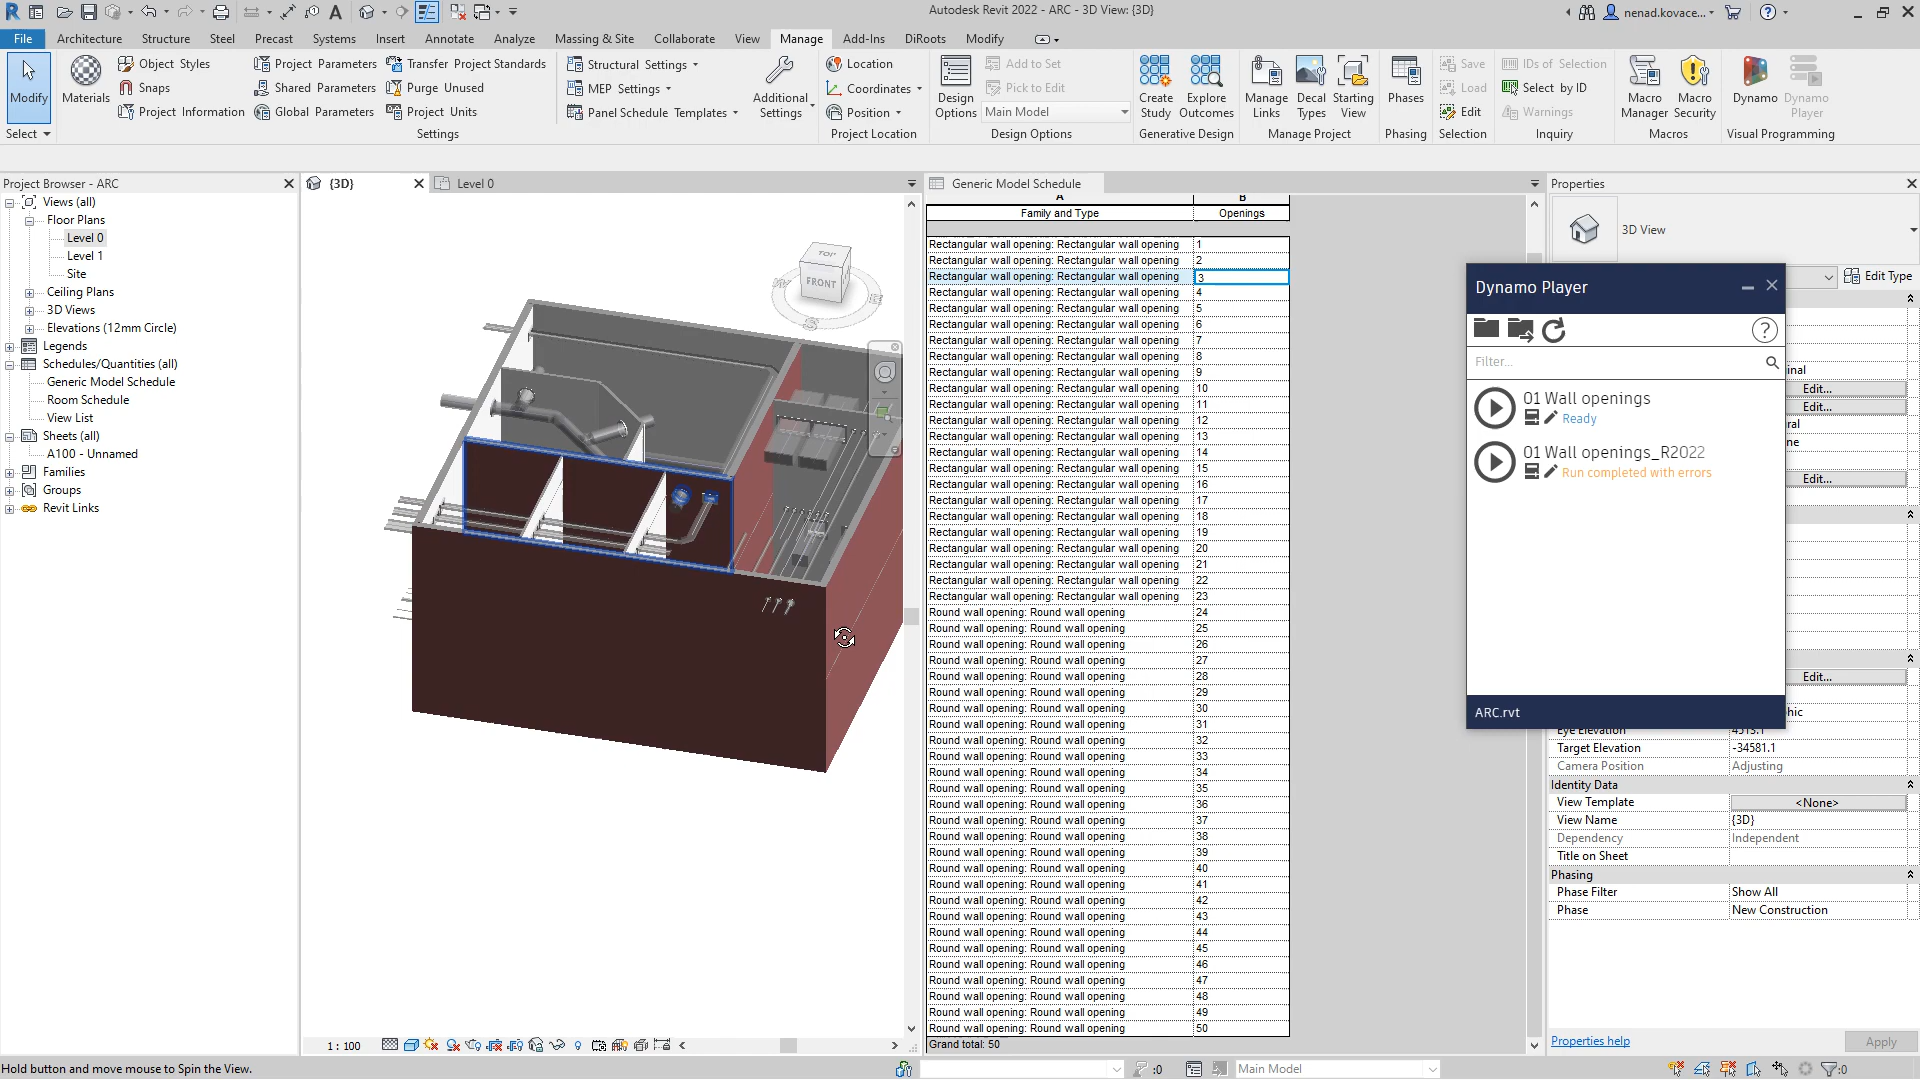 Autodesk Revit 2022 - ARC - 3D View: {3D}
nenad.kovace...
File Architecture Structure Steel Precast Systems Insert Annotate Analyze Massing & Site Collaborate View Manage Add-Ins DiRoots Modify
Modify
Select
Materials
Object Styles
Snaps
Project Information
Project Parameters
Shared Parameters
Global Parameters
Transfer Project Standards
Purge Unused
Project Units
Settings
Structural Settings
MEP Settings
Panel Schedule Templates
Additional Settings
Location
Coordinates
Position
Project Location
Design Options
Add to Set
Pick to Edit
Main Model
Design Options
Create Study
Explore Outcomes
Generative Design
Manage Links
Decal Types
Starting View
Manage Project
Phases
Phasing
Save
Load
Edit
Selection
IDs of Selection
Select by ID
Warnings
Inquiry
Macro Manager
Macro Security
Macros
Dynamo
Dynamo Player
Visual Programming
Project Browser - ARC
Views (all)
Floor Plans
Level 0
Level 1
Site
Ceiling Plans
3D Views
Elevations (12mm Circle)
Legends
Schedules/Quantities (all)
Generic Model Schedule
Room Schedule
View List
Sheets (all)
A100 - Unnamed
Families
Groups
Revit Links
{3D}
Level 0
TOP
FRONT
1 : 100
Generic Model Schedule
A B
Family and Type Openings
Rectangular wall opening: Rectangular wall opening 1
Rectangular wall opening: Rectangular wall opening 2
Rectangular wall opening: Rectangular wall opening 3
Rectangular wall opening: Rectangular wall opening 4
Rectangular wall opening: Rectangular wall opening 5
Rectangular wall opening: Rectangular wall opening 6
Rectangular wall opening: Rectangular wall opening 7
Rectangular wall opening: Rectangular wall opening 8
Rectangular wall opening: Rectangular wall opening 9
Rectangular wall opening: Rectangular wall opening 10
Rectangular wall opening: Rectangular wall opening 11
Rectangular wall opening: Rectangular wall opening 12
Rectangular wall opening: Rectangular wall opening 13
Rectangular wall opening: Rectangular wall opening 14
Rectangular wall opening: Rectangular wall opening 15
Rectangular wall opening: Rectangular wall opening 16
Rectangular wall opening: Rectangular wall opening 17
Rectangular wall opening: Rectangular wall opening 18
Rectangular wall opening: Rectangular wall opening 19
Rectangular wall opening: Rectangular wall opening 20
Rectangular wall opening: Rectangular wall opening 21
Rectangular wall opening: Rectangular wall opening 22
Rectangular wall opening: Rectangular wall opening 23
Round wall opening: Round wall opening 24
Round wall opening: Round wall opening 25
Round wall opening: Round wall opening 26
Round wall opening: Round wall opening 27
Round wall opening: Round wall opening 28
Round wall opening: Round wall opening 29
Round wall opening: Round wall opening 30
Round wall opening: Round wall opening 31
Round wall opening: Round wall opening 32
Round wall opening: Round wall opening 33
Round wall opening: Round wall opening 34
Round wall opening: Round wall opening 35
Round wall opening: Round wall opening 36
Round wall opening: Round wall opening 37
Round wall opening: Round wall opening 38
Round wall opening: Round wall opening 39
Round wall opening: Round wall opening 40
Round wall opening: Round wall opening 41
Round wall opening: Round wall opening 42
Round wall opening: Round wall opening 43
Round wall opening: Round wall opening 44
Round wall opening: Round wall opening 45
Round wall opening: Round wall opening 46
Round wall opening: Round wall opening 47
Round wall opening: Round wall opening 48
Round wall opening: Round wall opening 49
Round wall opening: Round wall opening 50
Grand total: 50
Properties
3D View
Edit Type
Dynamo Player
Filter...
01 Wall openings
Ready
01 Wall openings_R2022
Run completed with errors
ARC.rvt
inal
Edit...
Edit...
ral
ne
Edit...
Edit...
hic
Eye Elevation 4513.1
Target Elevation -34581.1
Camera Position Adjusting
Identity Data
View Template <None>
View Name {3D}
Dependency Independent
Title on Sheet
Phasing
Phase Filter Show All
Phase New Construction
Properties help
Apply
Hold button and move mouse to Spin the View.
:0
Main Model
:0